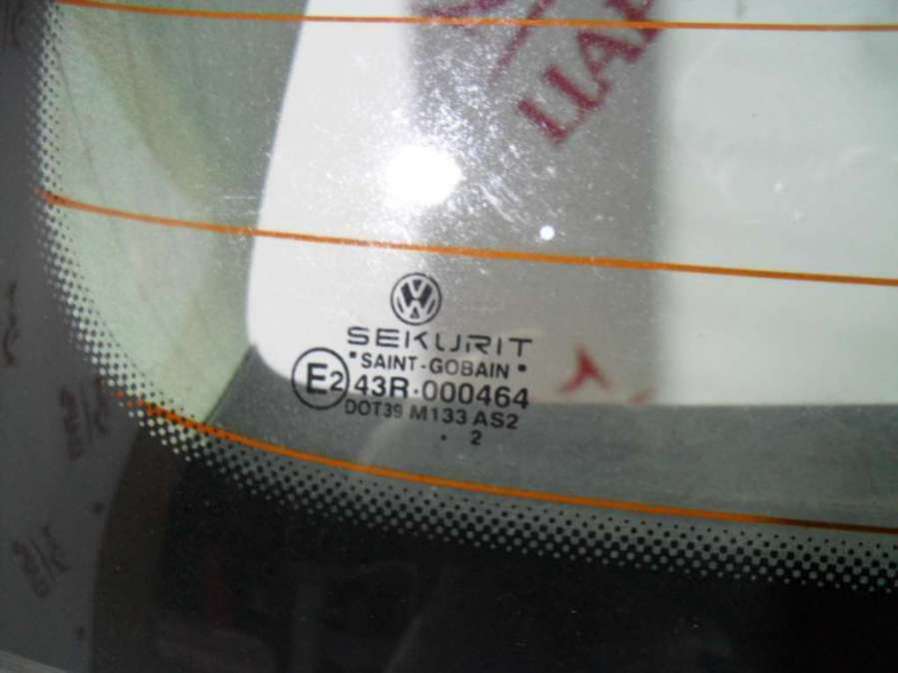 SEKURIT
SAINT-GOBAIN
E2 43R-000464
DOT39 M133 AS2
. 2